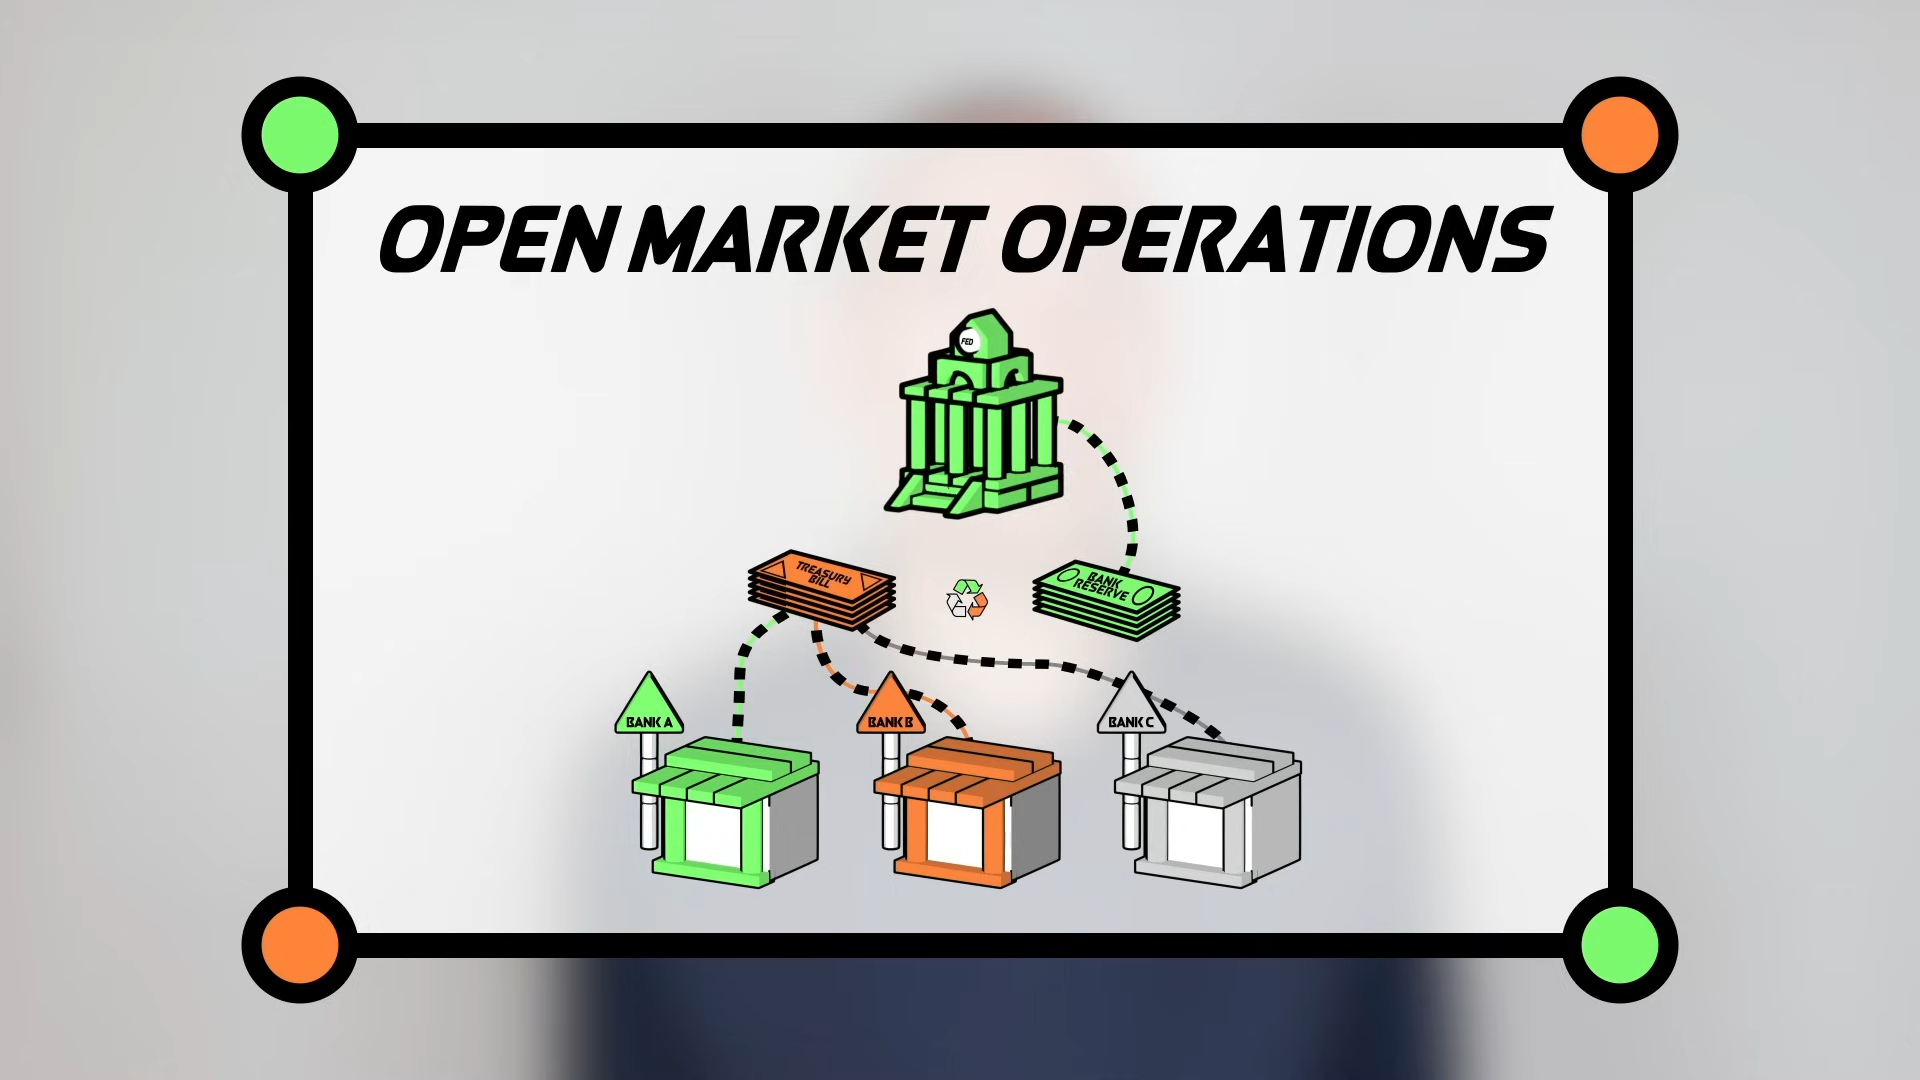 OPEN MARKET OPERATIONS
FED
TREASURY
BILL
BANK
RESERVE
BANK A
BANK B
BANK C